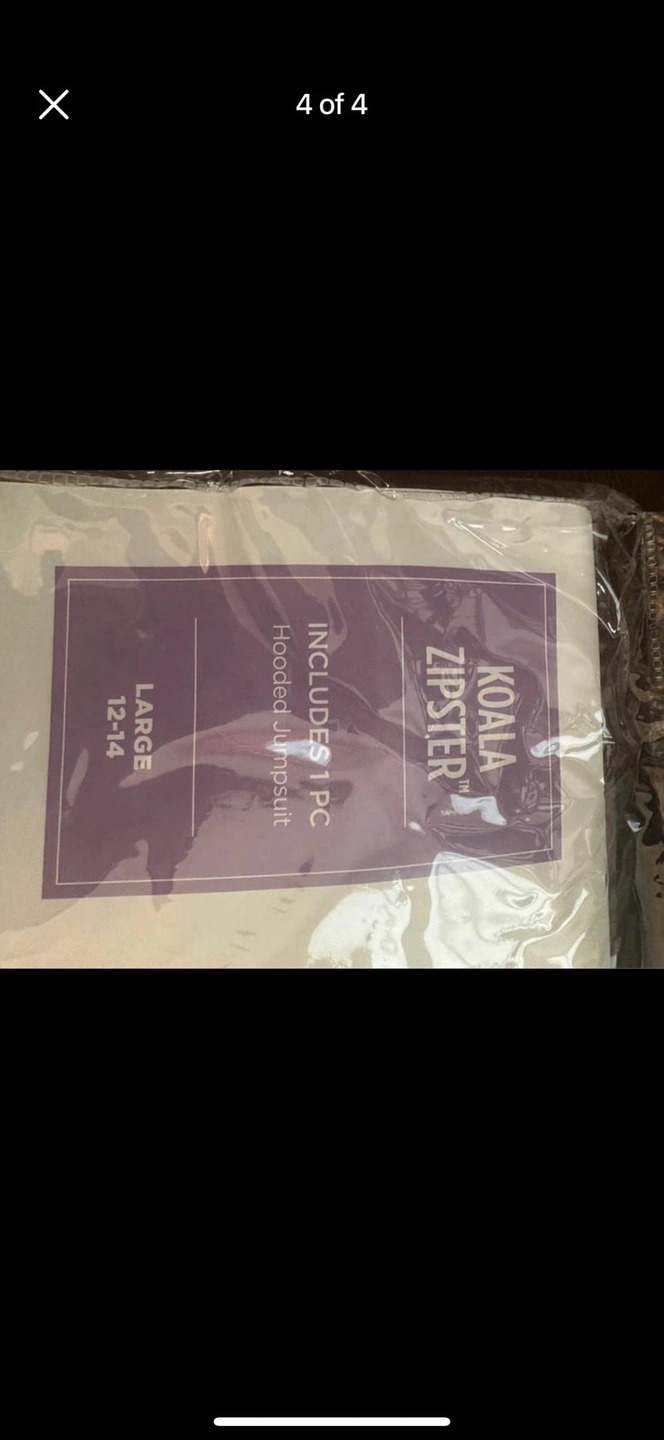 4 of 4
KOALA
ZIPSTER™
INCLUDES 1 PC
Hooded Jumpsuit
LARGE
12-14